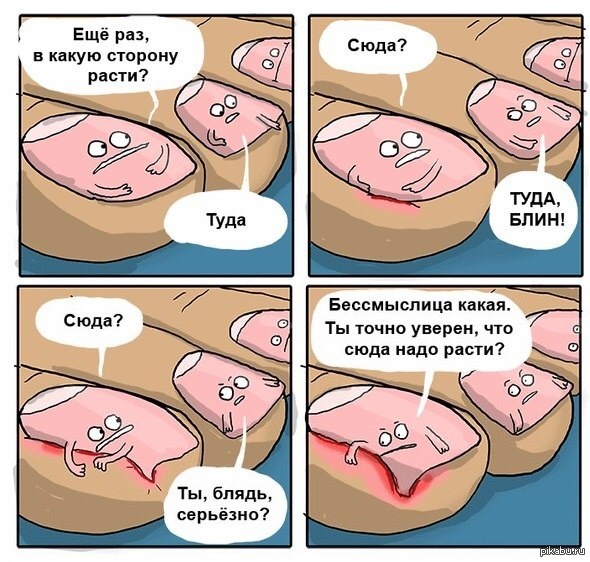 Ещё раз,
в какую сторону
расти?
Туда
Сюда?
ТУДА,
БЛИН!
Сюда?
Ты, блядь,
серьёзно?
Бессмыслица какая.
Ты точно уверен, что
сюда надо расти?
pikabu.ru